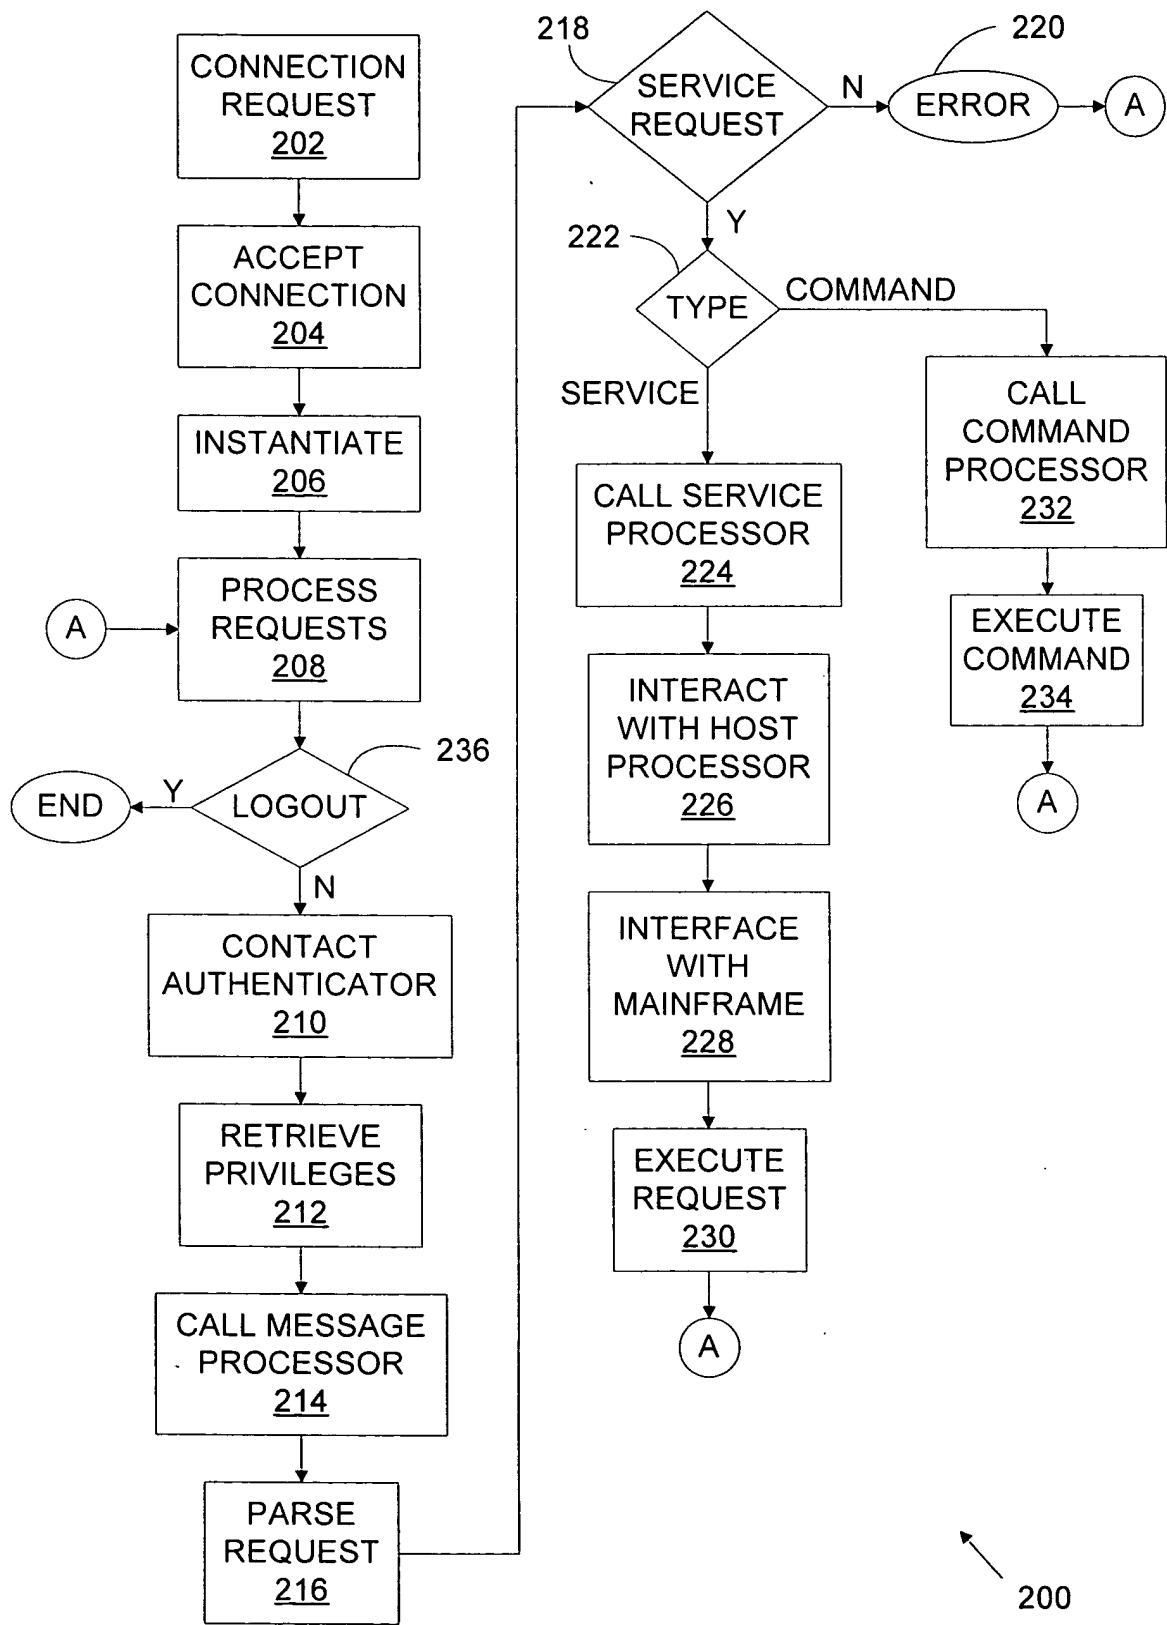 CONNECTION
REQUEST
202
ACCEPT
CONNECTION
204
INSTANTIATE
206
A
PROCESS
REQUESTS
208
236
END
Y
LOGOUT
N
CONTACT
AUTHENTICATOR
210
RETRIEVE
PRIVILEGES
212
CALL MESSAGE
PROCESSOR
214
PARSE
REQUEST
216
218
SERVICE
REQUEST
N
220
ERROR
A
Y
222
TYPE
COMMAND
SERVICE
CALL SERVICE
PROCESSOR
224
INTERACT
WITH HOST
PROCESSOR
226
INTERFACE
WITH
MAINFRAME
228
EXECUTE
REQUEST
230
A
CALL
COMMAND
PROCESSOR
232
EXECUTE
COMMAND
234
A
200